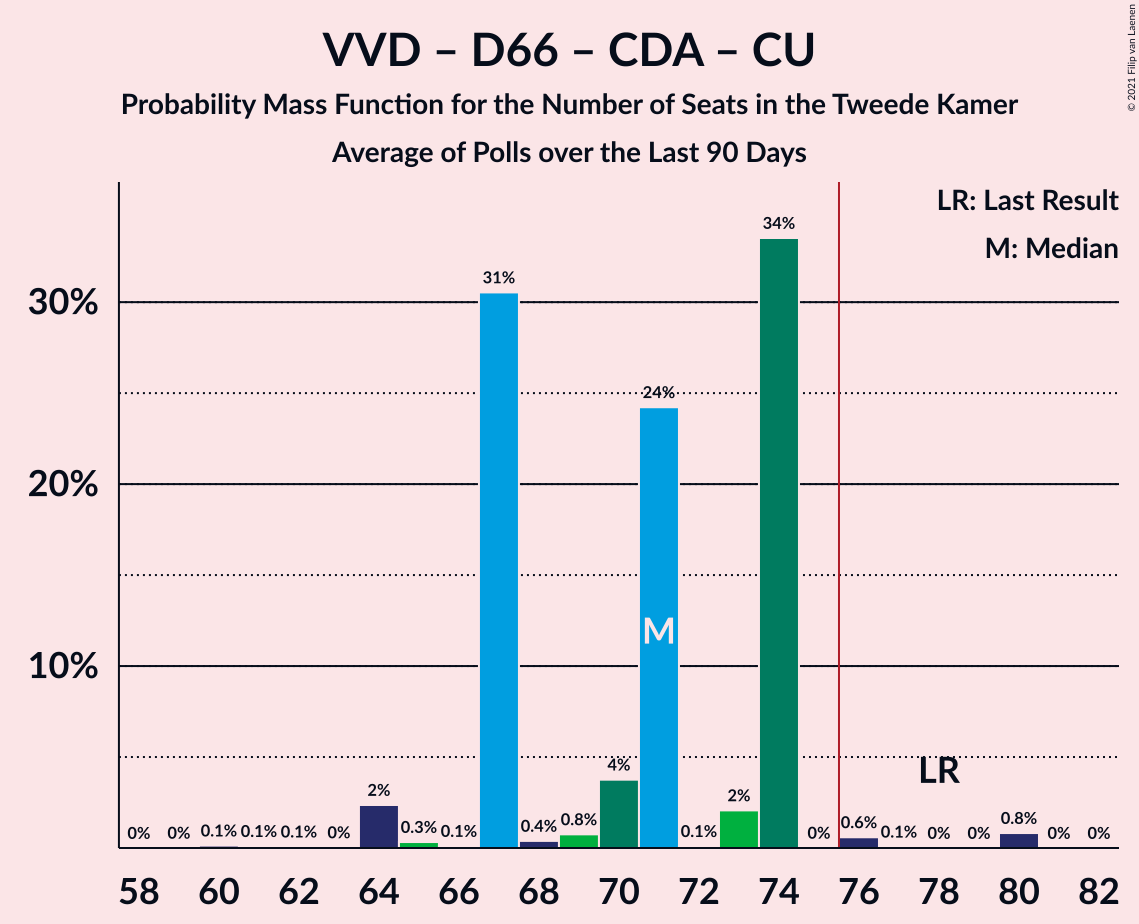 VVD – D66 – CDA – CU
Probability Mass Function for the Number of Seats in the Tweede Kamer
Average of Polls over the Last 90 Days
© 2021 Filip van Laenen
LR: Last Result
M: Median
30%
20%
10%
0% 0% 0.1% 0.1% 0.1% 0% 2% 0.3% 0.1% 31% 0.4% 0.8% 4% 24% 0.1% 2% 34% 0% 0.6% 0.1% 0% 0% 0.8% 0% 0%
M
LR
58 60 62 64 66 68 70 72 74 76 78 80 82